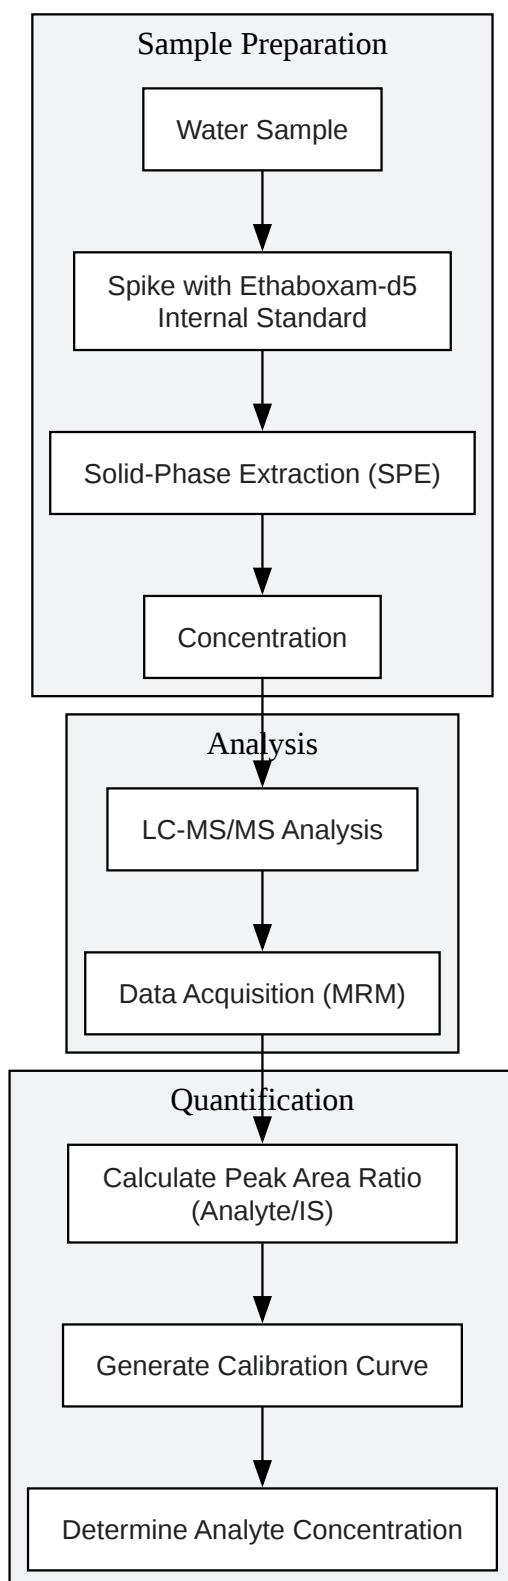 Sample Preparation
Water Sample
Spike with Ethaboxam-d5
Internal Standard
Solid-Phase Extraction (SPE)
Concentration
Analysis
LC-MS/MS Analysis
Data Acquisition (MRM)
Quantification
Calculate Peak Area Ratio
(Analyte/IS)
Generate Calibration Curve
Determine Analyte Concentration